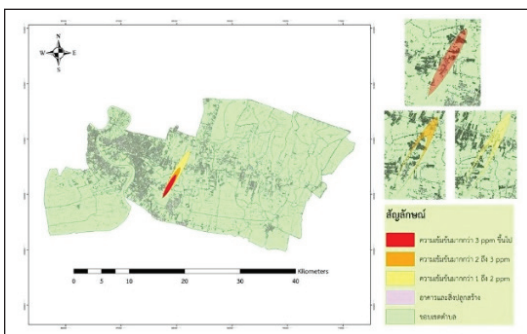 N
W E
S
0 5 10 20 30 40
Kilometers
สัญลักษณ์
ความเข้มข้นมากกว่า 3 ppm ขึ้นไป
ความเข้มข้นมากกว่า 2 ถึง 3 ppm
ความเข้มข้นมากกว่า 1 ถึง 2 ppm
อาคารและสิ่งปลูกสร้าง
ขอบเขตตำบล